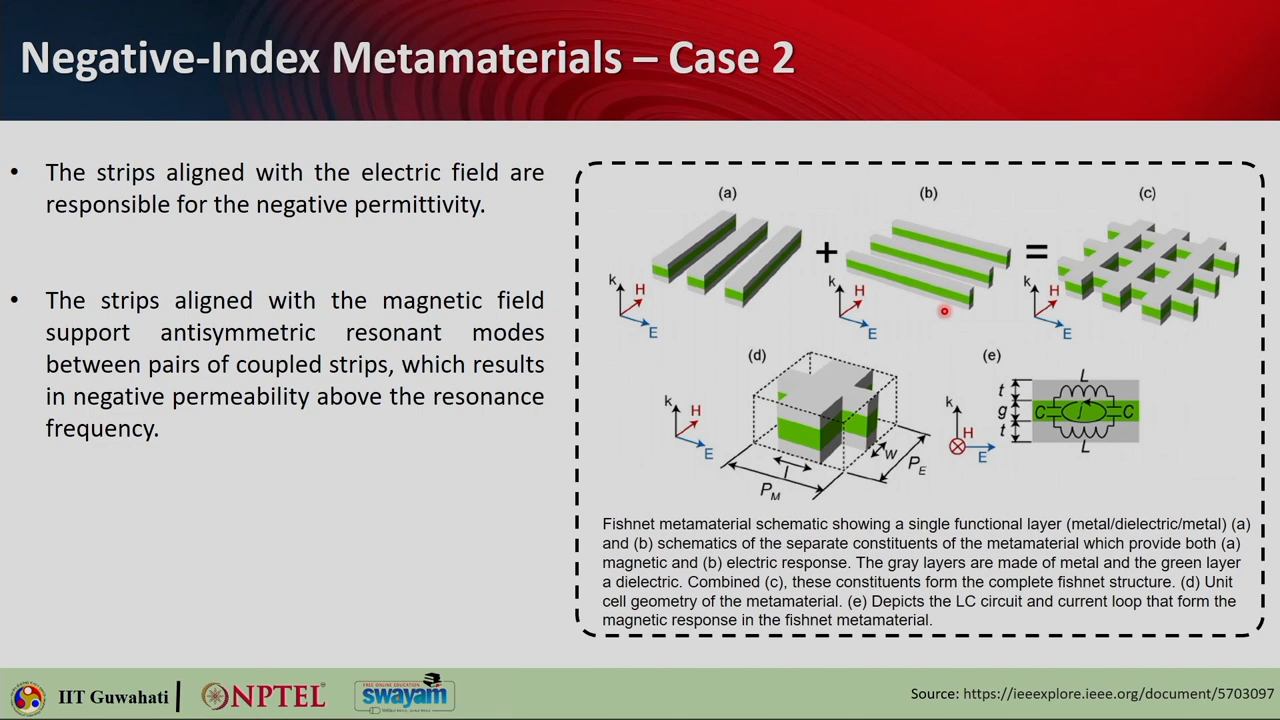 Negative-Index Metamaterials – Case 2
• The strips aligned with the electric field are
responsible for the negative permittivity.
• The strips aligned with the magnetic field
support antisymmetric resonant modes
between pairs of coupled strips, which results
in negative permeability above the resonance
frequency.
(a) (b) (c)
+ =
k H E
k H E
k H E
(d) (e)
k H E
l w
P_M P_E
k H E
t g t
L
C j C
L
Fishnet metamaterial schematic showing a single functional layer (metal/dielectric/metal) (a)
and (b) schematics of the separate constituents of the metamaterial which provide both (a)
magnetic and (b) electric response. The gray layers are made of metal and the green layer
a dielectric. Combined (c), these constituents form the complete fishnet structure. (d) Unit
cell geometry of the metamaterial. (e) Depicts the LC circuit and current loop that form the
magnetic response in the fishnet metamaterial.
IIT Guwahati
NPTEL
FREE ONLINE EDUCATION
swayam
Source: https://ieeexplore.ieee.org/document/5703097